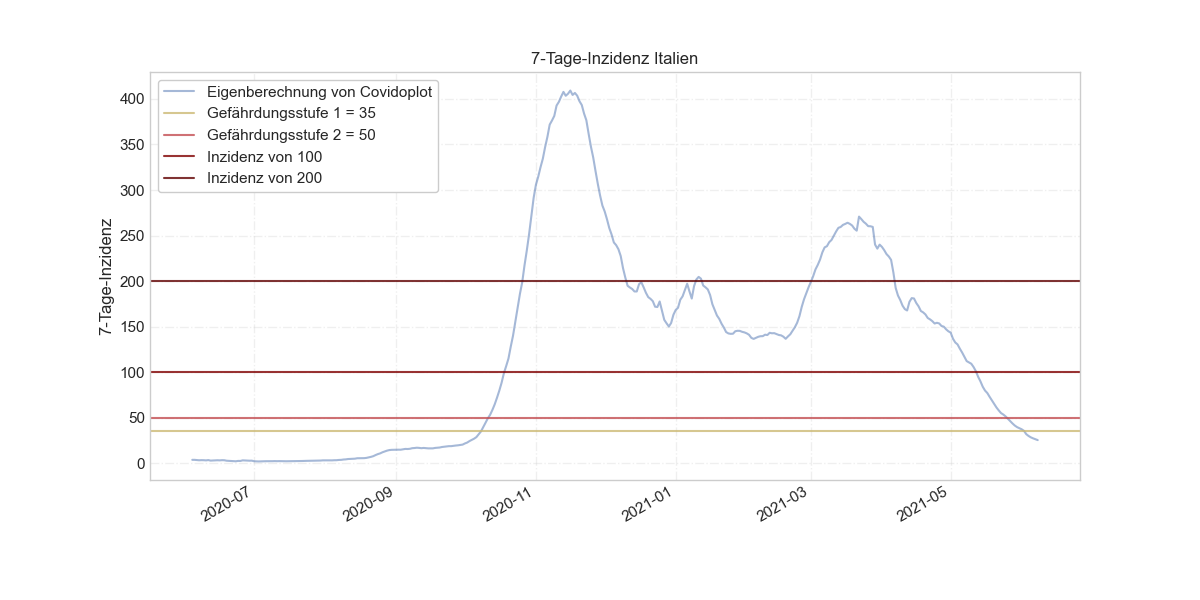 7-Tage-Inzidenz Italien
Eigenberechnung von Covidoplot
Gefährdungsstufe 1 = 35
Gefährdungsstufe 2 = 50
Inzidenz von 100
Inzidenz von 200
7-Tage-Inzidenz
400
350
300
250
200
150
100
50
0
2020-07
2020-09
2020-11
2021-01
2021-03
2021-05